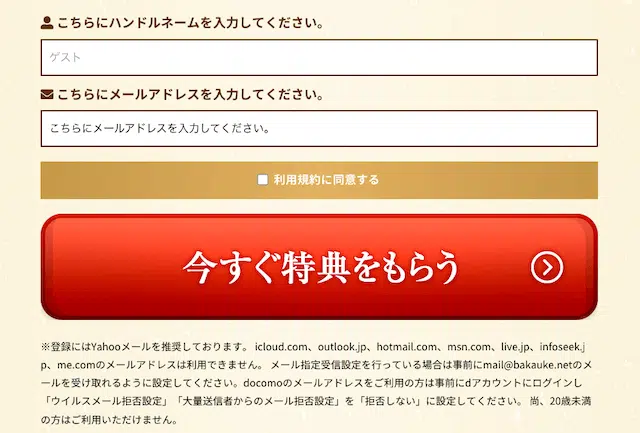 こちらにハンドルネームを入力してください。
ゲスト
こちらにメールアドレスを入力してください。
こちらにメールアドレスを入力してください。
利用規約に同意する
今すぐ特典をもらう
※登録にはYahooメールを推奨しております。 icloud.com、outlook.jp、hotmail.com、msn.com、live.jp、infoseek.j
p、me.comのメールアドレスは利用できません。 メール指定受信設定を行っている場合は事前にmail@bakauke.netのメ
ールを受け取れるように設定してください。docomoのメールアドレスをご利用の方は事前にdアカウントにログインし
「ウイルスメール拒否設定」「大量送信者からのメール拒否設定」を「拒否しない」に設定してください。 尚、20歳未満
の方はご利用いただけません。